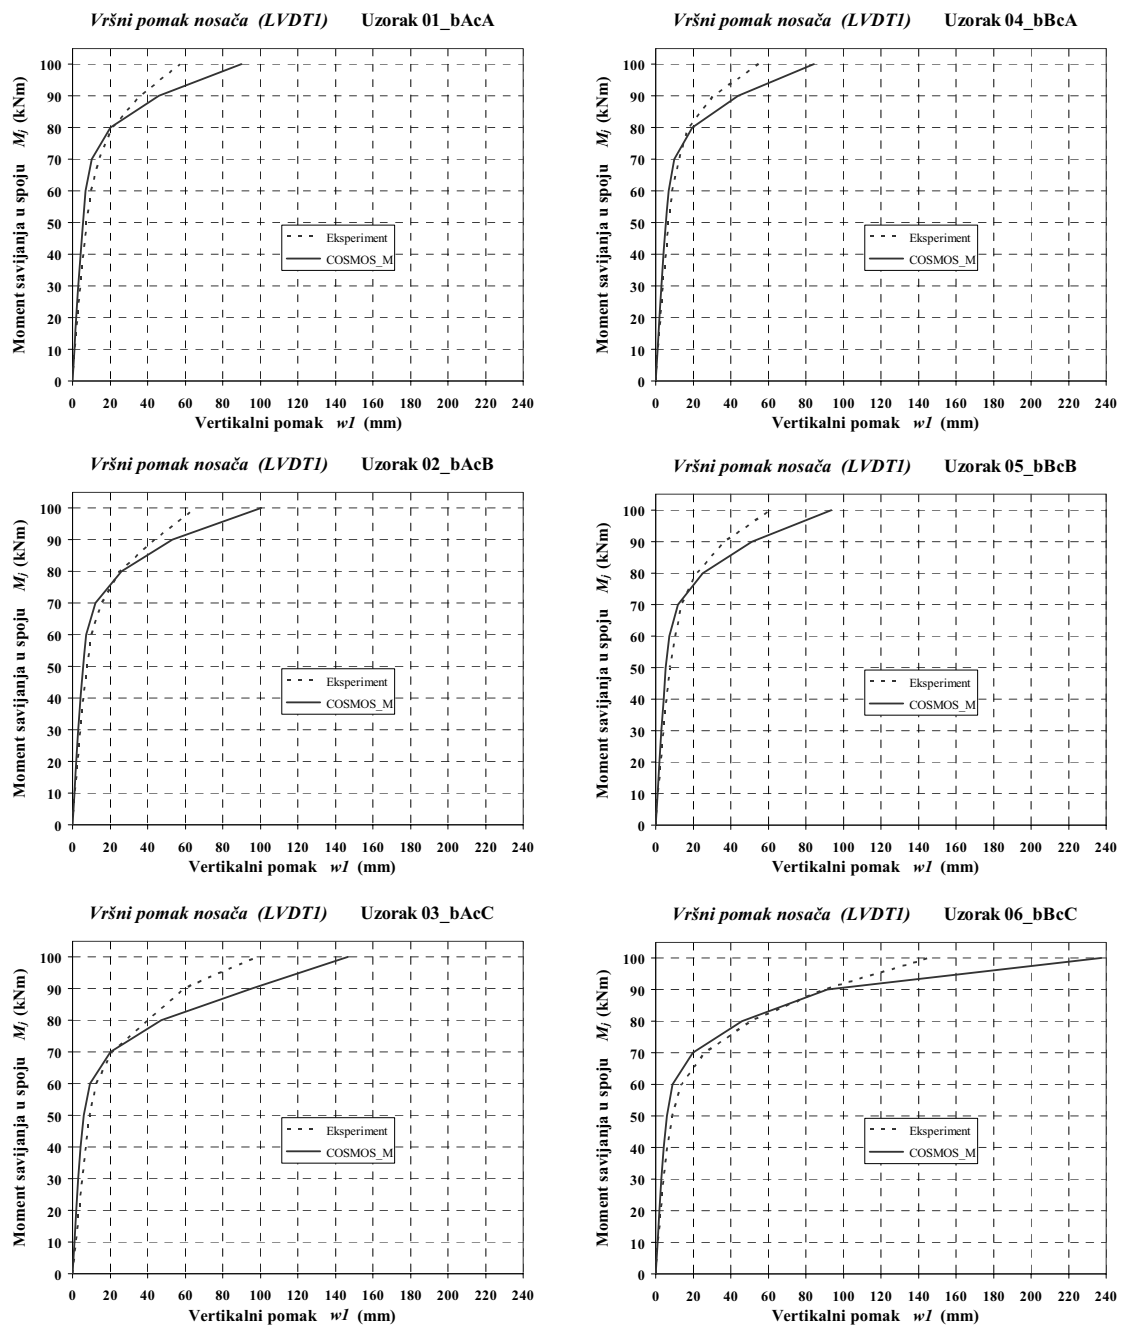 Vršni pomak nosača (LVDT1) Uzorak 01_bAcA
Moment savijanja u spoju Mj (kNm)
100
90
80
70
60
50
40
30
20
10
0
Eksperiment
COSMOS_M
0 20 40 60 80 100 120 140 160 180 200 220 240
Vertikalni pomak w1 (mm)
Vršni pomak nosača (LVDT1) Uzorak 04_bBcA
Moment savijanja u spoju Mj (kNm)
100
90
80
70
60
50
40
30
20
10
0
Eksperiment
COSMOS_M
0 20 40 60 80 100 120 140 160 180 200 220 240
Vertikalni pomak w1 (mm)
Vršni pomak nosača (LVDT1) Uzorak 02_bAcB
Moment savijanja u spoju Mj (kNm)
100
90
80
70
60
50
40
30
20
10
0
Eksperiment
COSMOS_M
0 20 40 60 80 100 120 140 160 180 200 220 240
Vertikalni pomak w1 (mm)
Vršni pomak nosača (LVDT1) Uzorak 05_bBcB
Moment savijanja u spoju Mj (kNm)
100
90
80
70
60
50
40
30
20
10
0
Eksperiment
COSMOS_M
0 20 40 60 80 100 120 140 160 180 200 220 240
Vertikalni pomak w1 (mm)
Vršni pomak nosača (LVDT1) Uzorak 03_bAcC
Moment savijanja u spoju Mj (kNm)
100
90
80
70
60
50
40
30
20
10
0
Eksperiment
COSMOS_M
0 20 40 60 80 100 120 140 160 180 200 220 240
Vertikalni pomak w1 (mm)
Vršni pomak nosača (LVDT1) Uzorak 06_bBcC
Moment savijanja u spoju Mj (kNm)
100
90
80
70
60
50
40
30
20
10
0
Eksperiment
COSMOS_M
0 20 40 60 80 100 120 140 160 180 200 220 240
Vertikalni pomak w1 (mm)